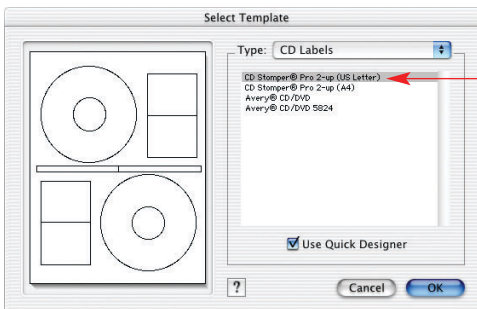 Select Template
Type: CD Labels
CD Stomper® Pro 2-up (US Letter)
CD Stomper® Pro 2-up (A4)
Avery® CD/DVD
Avery® CD/DVD 5824
Use Quick Designer
? Cancel OK